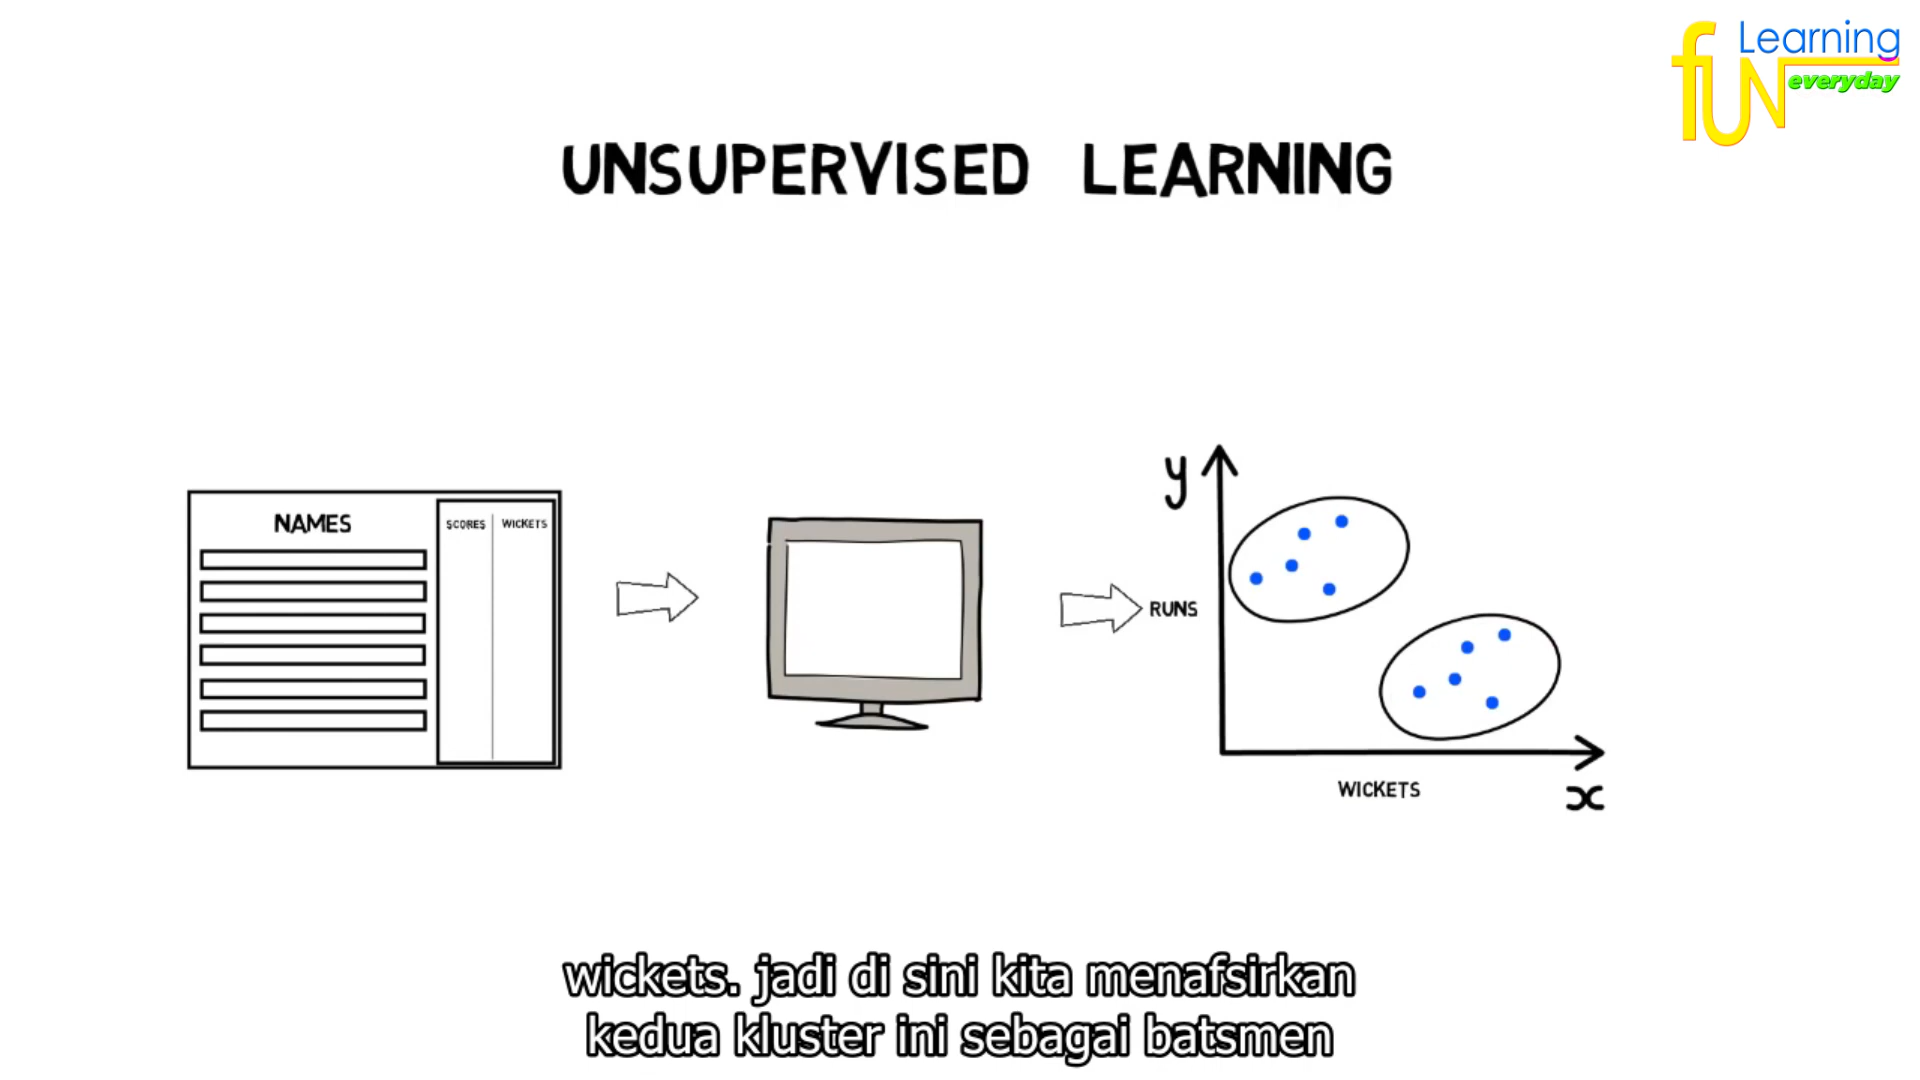 Learning
fUN
everyday
UNSUPERVISED LEARNING
NAMES
SCORES
WICKETS
y
RUNS
WICKETS
x
wickets. jadi di sini kita menafsirkan
kedua kluster ini sebagai batsmen